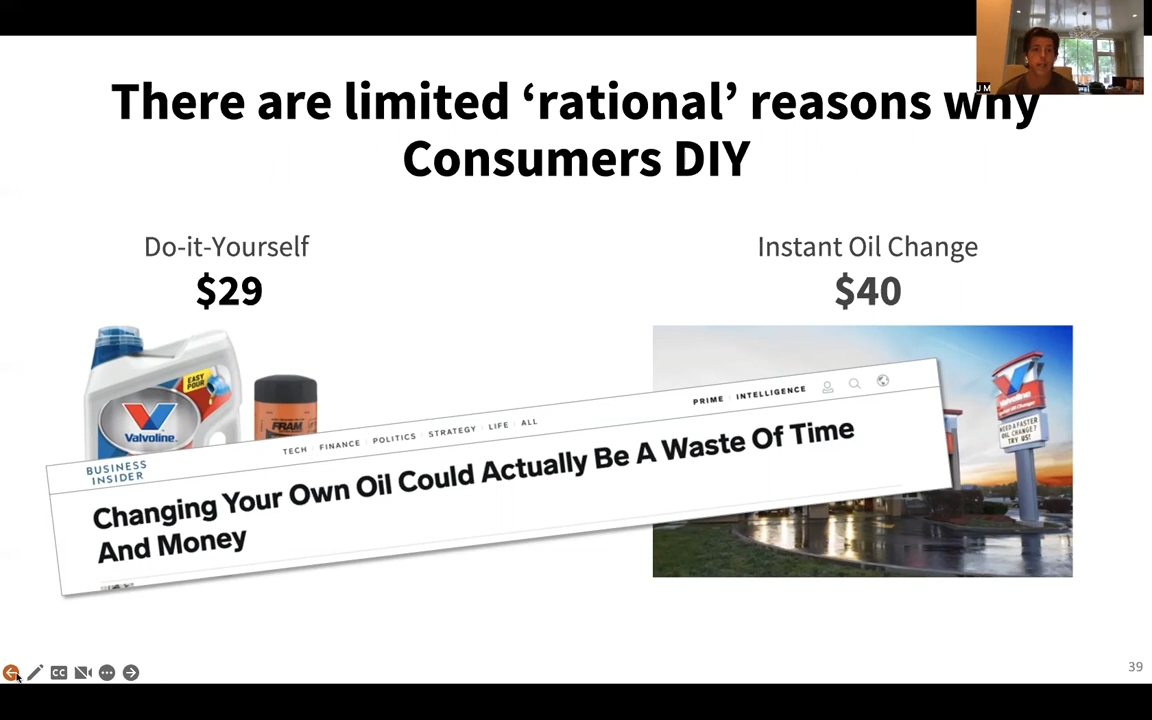 There are limited ‘rational’ reasons why
Consumers DIY
J M
Do-it-Yourself
$29
Instant Oil Change
$40
EASY
POUR
Valvoline
FRAM
BUSINESS
INSIDER
TECH FINANCE POLITICS STRATEGY LIFE ALL
PRIME INTELLIGENCE
Changing Your Own Oil Could Actually Be A Waste Of Time
And Money
Valvoline
NEED A FASTER
OIL CHANGE?
TRY US!
CC
39